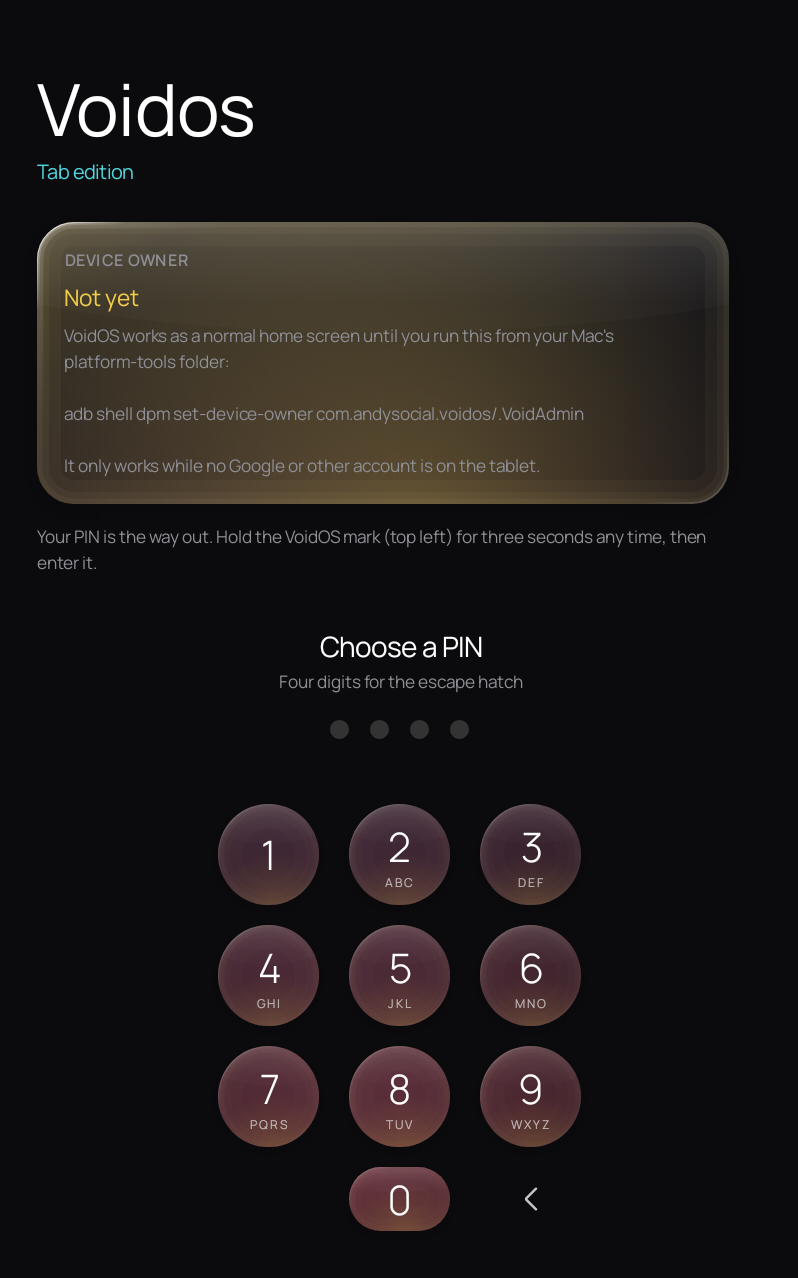 Voidos
Tab edition
DEVICE OWNER
Not yet
VoidOS works as a normal home screen until you run this from your Mac's
platform-tools folder:
adb shell dpm set-device-owner com.andysocial.voidos/.VoidAdmin
It only works while no Google or other account is on the tablet.
Your PIN is the way out. Hold the VoidOS mark (top left) for three seconds any time, then
enter it.
Choose a PIN
Four digits for the escape hatch
1 2 3
ABC DEF
4 5 6
GHI JKL MNO
7 8 9
PQRS TUV WXYZ
0